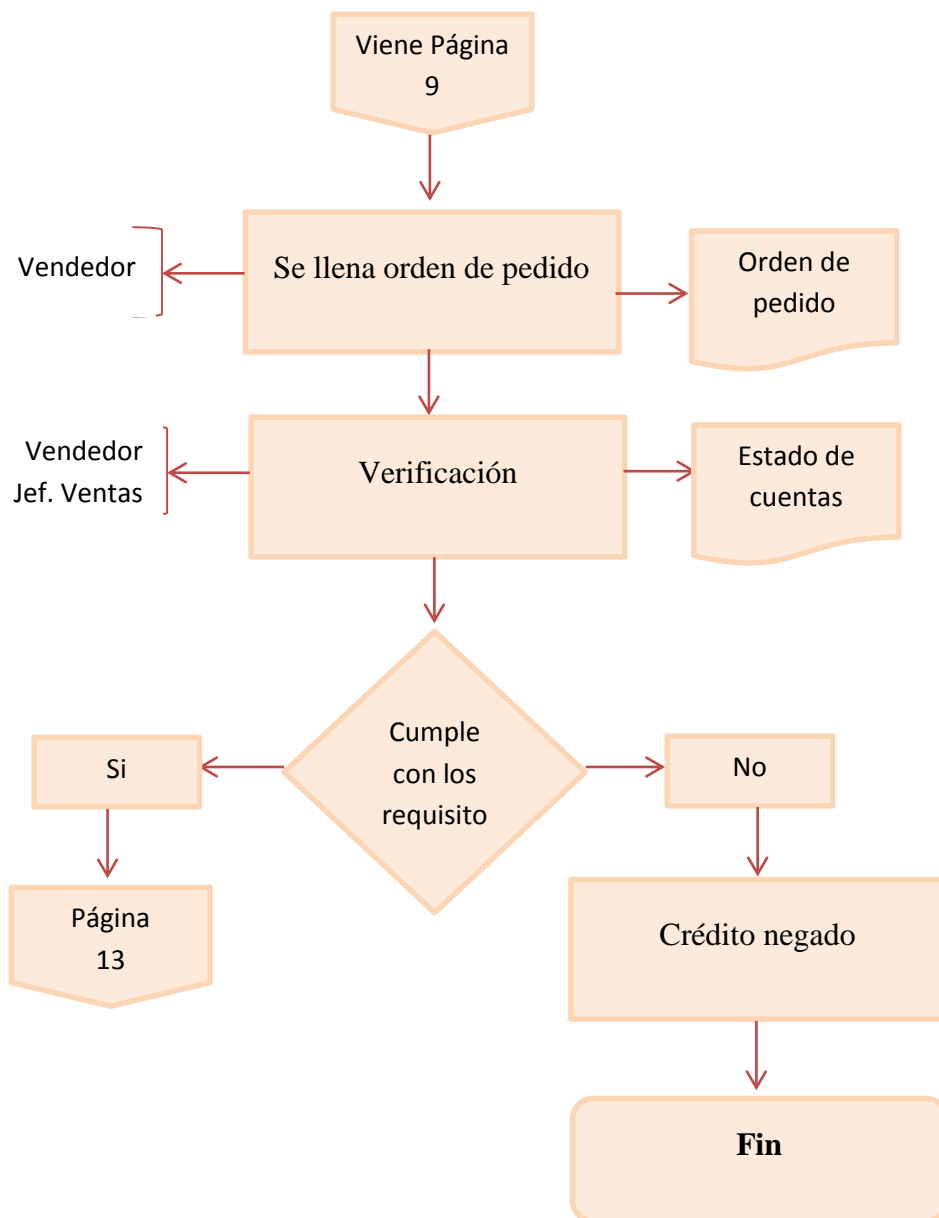 Viene Página
9
Vendedor
Se llena orden de pedido
Orden de
pedido
Vendedor
Jef. Ventas
Verificación
Estado de
cuentas
Cumple
con los
requisito
Si
No
Página
13
Crédito negado
Fin